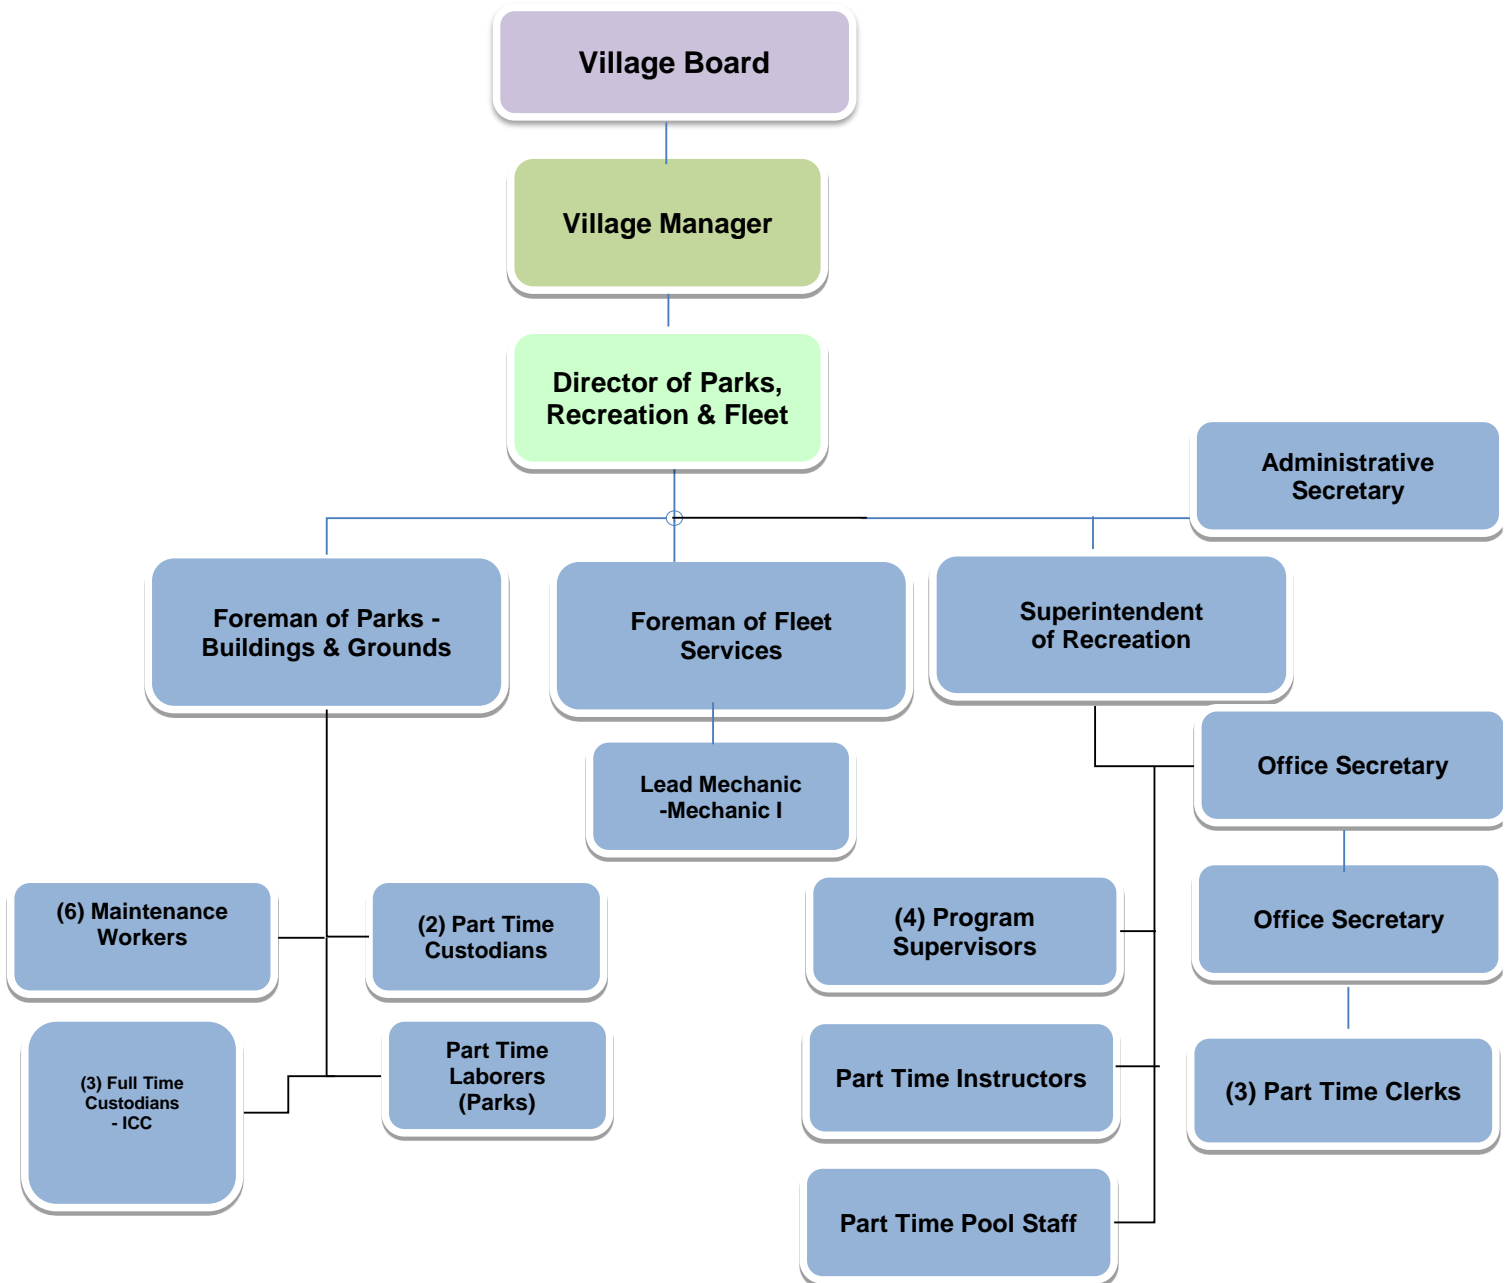 Village Board
Village Manager
Director of Parks,
Recreation & Fleet
Administrative
Secretary
Foreman of Parks -
Buildings & Grounds
Foreman of Fleet
Services
Superintendent
of Recreation
Lead Mechanic
-Mechanic I
Office Secretary
(6) Maintenance
Workers
(2) Part Time
Custodians
(4) Program
Supervisors
Office Secretary
(3) Full Time
Custodians
- ICC
Part Time
Laborers
(Parks)
Part Time Instructors
(3) Part Time Clerks
Part Time Pool Staff